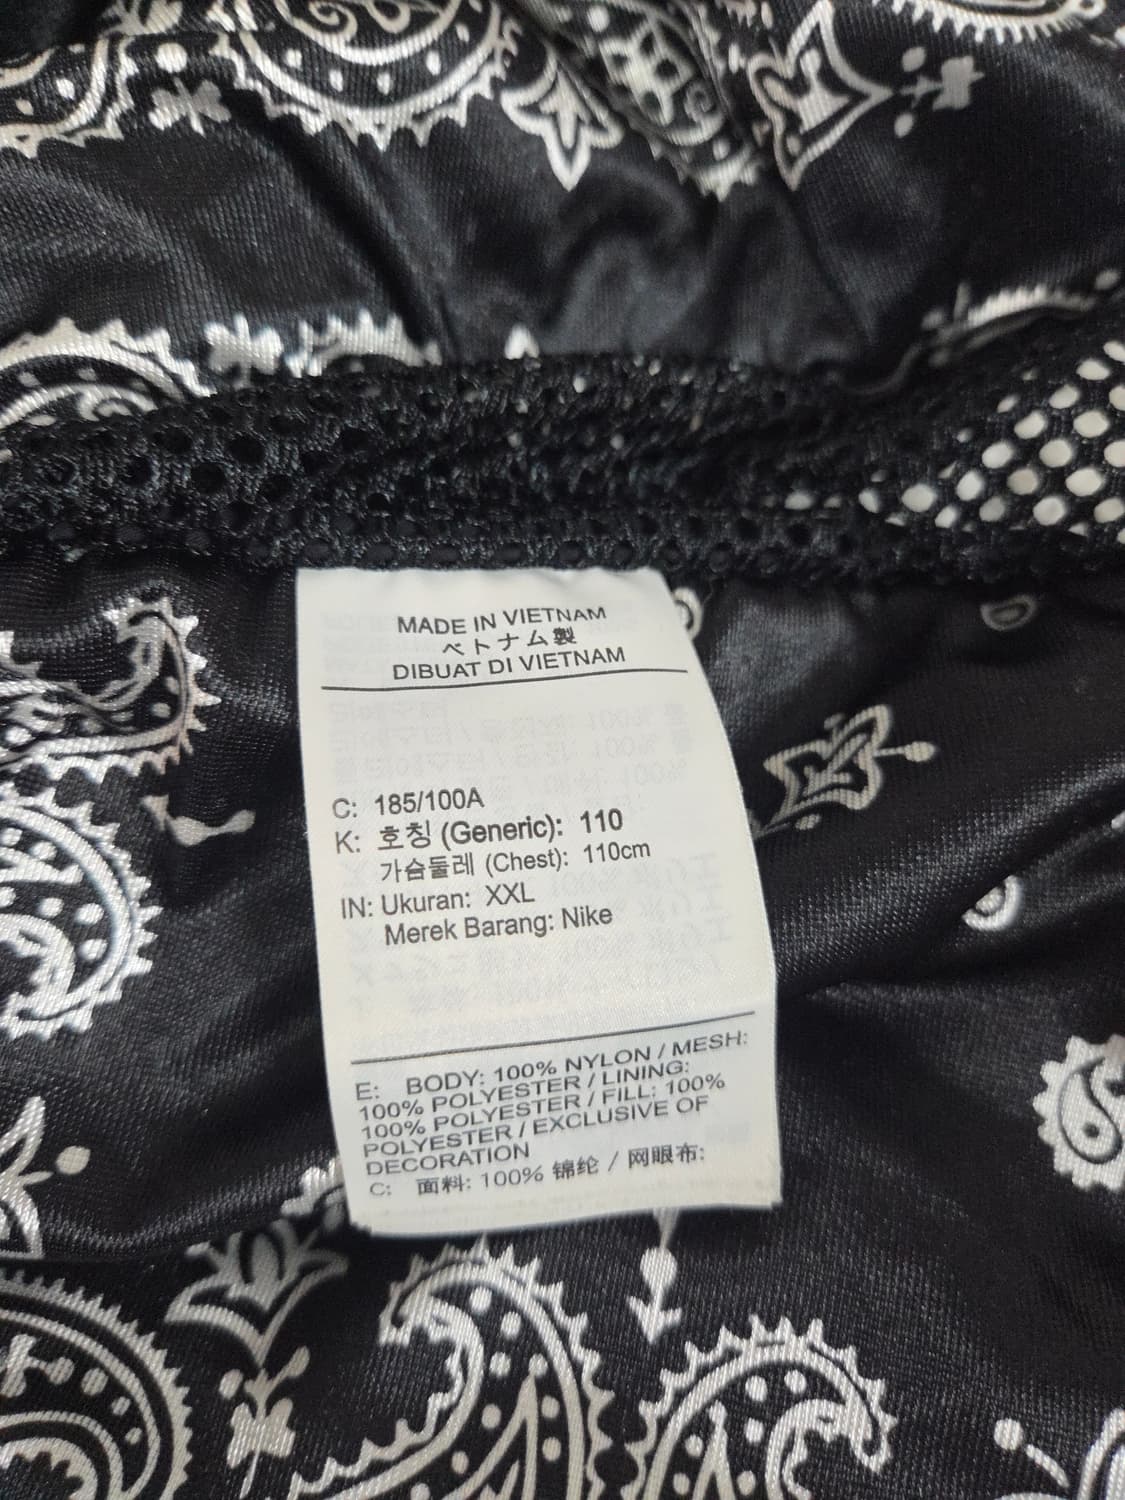 MADE IN VIETNAM
ベトナム製
DIBUAT DI VIETNAM
C: 185/100A
K: 호칭 (Generic): 110
가슴둘레 (Chest): 110cm
IN: Ukuran: XXL
Merek Barang: Nike
E: BODY: 100% NYLON / MESH:
100% POLYESTER / LINING:
100% POLYESTER / FILL: 100%
POLYESTER / EXCLUSIVE OF
DECORATION
C: 面料: 100% 锦纶 / 网眼布: